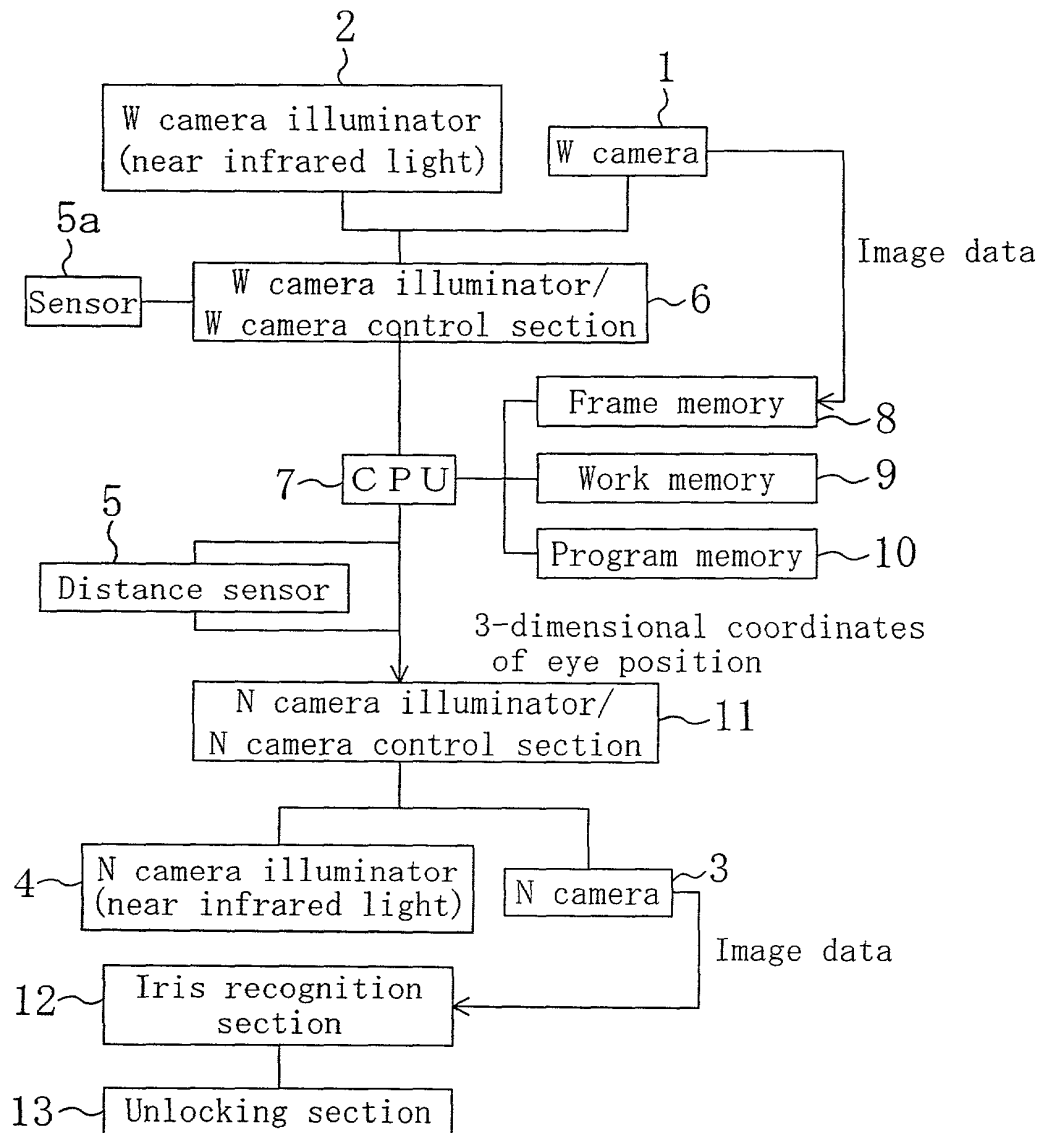 2
1
W camera illuminator
(near infrared light)
W camera
5a
Image data
Sensor
W camera illuminator/
W camera control section
6
Frame memory
8
7
CPU
Work memory
9
5
Program memory
10
Distance sensor
3-dimensional coordinates
of eye position
N camera illuminator/
N camera control section
11
4
N camera illuminator
(near infrared light)
N camera
3
Image data
12
Iris recognition
section
13
Unlocking section